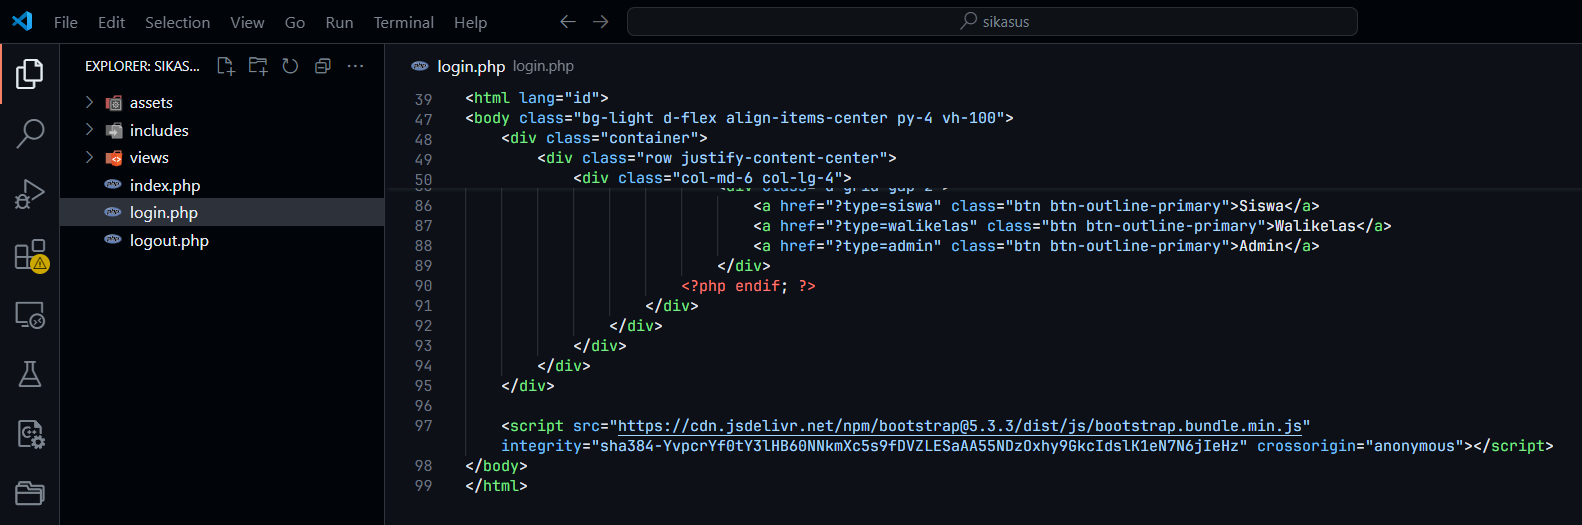 File Edit Selection View Go Run Terminal Help sikasus
EXPLORER: SIKAS...
assets
includes
views
index.php
login.php
logout.php
login.php login.php
39 <html lang="id">
47 <body class="bg-light d-flex align-items-center py-4 vh-100">
48 <div class="container">
49 <div class="row justify-content-center">
50 <div class="col-md-6 col-lg-4">
86 <a href="?type=siswa" class="btn btn-outline-primary">Siswa</a>
87 <a href="?type=walikelas" class="btn btn-outline-primary">Walikelas</a>
88 <a href="?type=admin" class="btn btn-outline-primary">Admin</a>
89 </div>
90 <?php endif; ?>
91 </div>
92 </div>
93 </div>
94 </div>
95 </div>
96
97 <script src="https://cdn.jsdelivr.net/npm/bootstrap@5.3.3/dist/js/bootstrap.bundle.min.js"
integrity="sha384-YvpcrYf0tY3lHB60NNkmXc5s9fDVZLESaAA55NDzOxhy9GkcIdslK1eN7N6jIeHz" crossorigin="anonymous"></script>
98 </body>
99 </html>